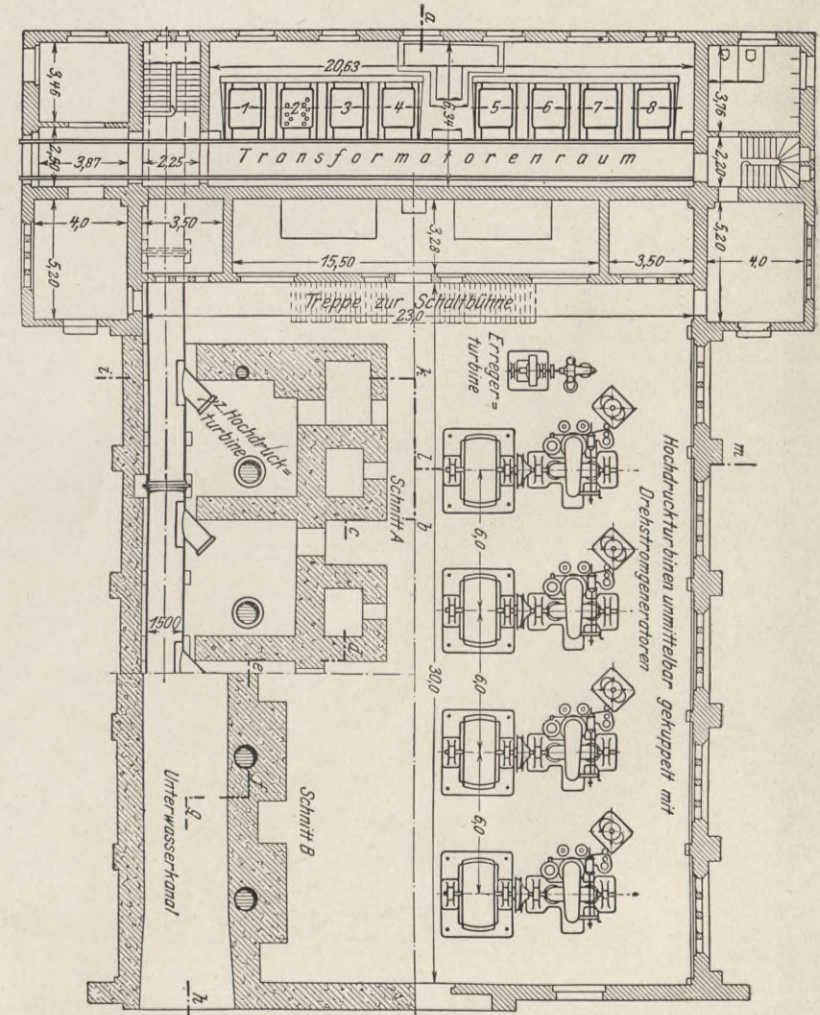 a
20,63
3,46
3,76
6,34
1 2 3 4 5 6 7 8
2,50
3,87
2,25
Transformatorenraum
2,20
4,0
3,50
3,28
15,50
3,50
4,0
5,20
5,20
Treppe zur Schaltbühne
23,0
Erreger=
turbine
i
k
z. Hochdruck=
turbine
l
m
Schnitt A
Hochdruckturbinen unmittelbar gekuppelt mit
Drehstromgeneratoren
c
b
6,0
1500
d
e
30,0
6,0
f
g
Schnitt B
6,0
Unterwasserkanal
h